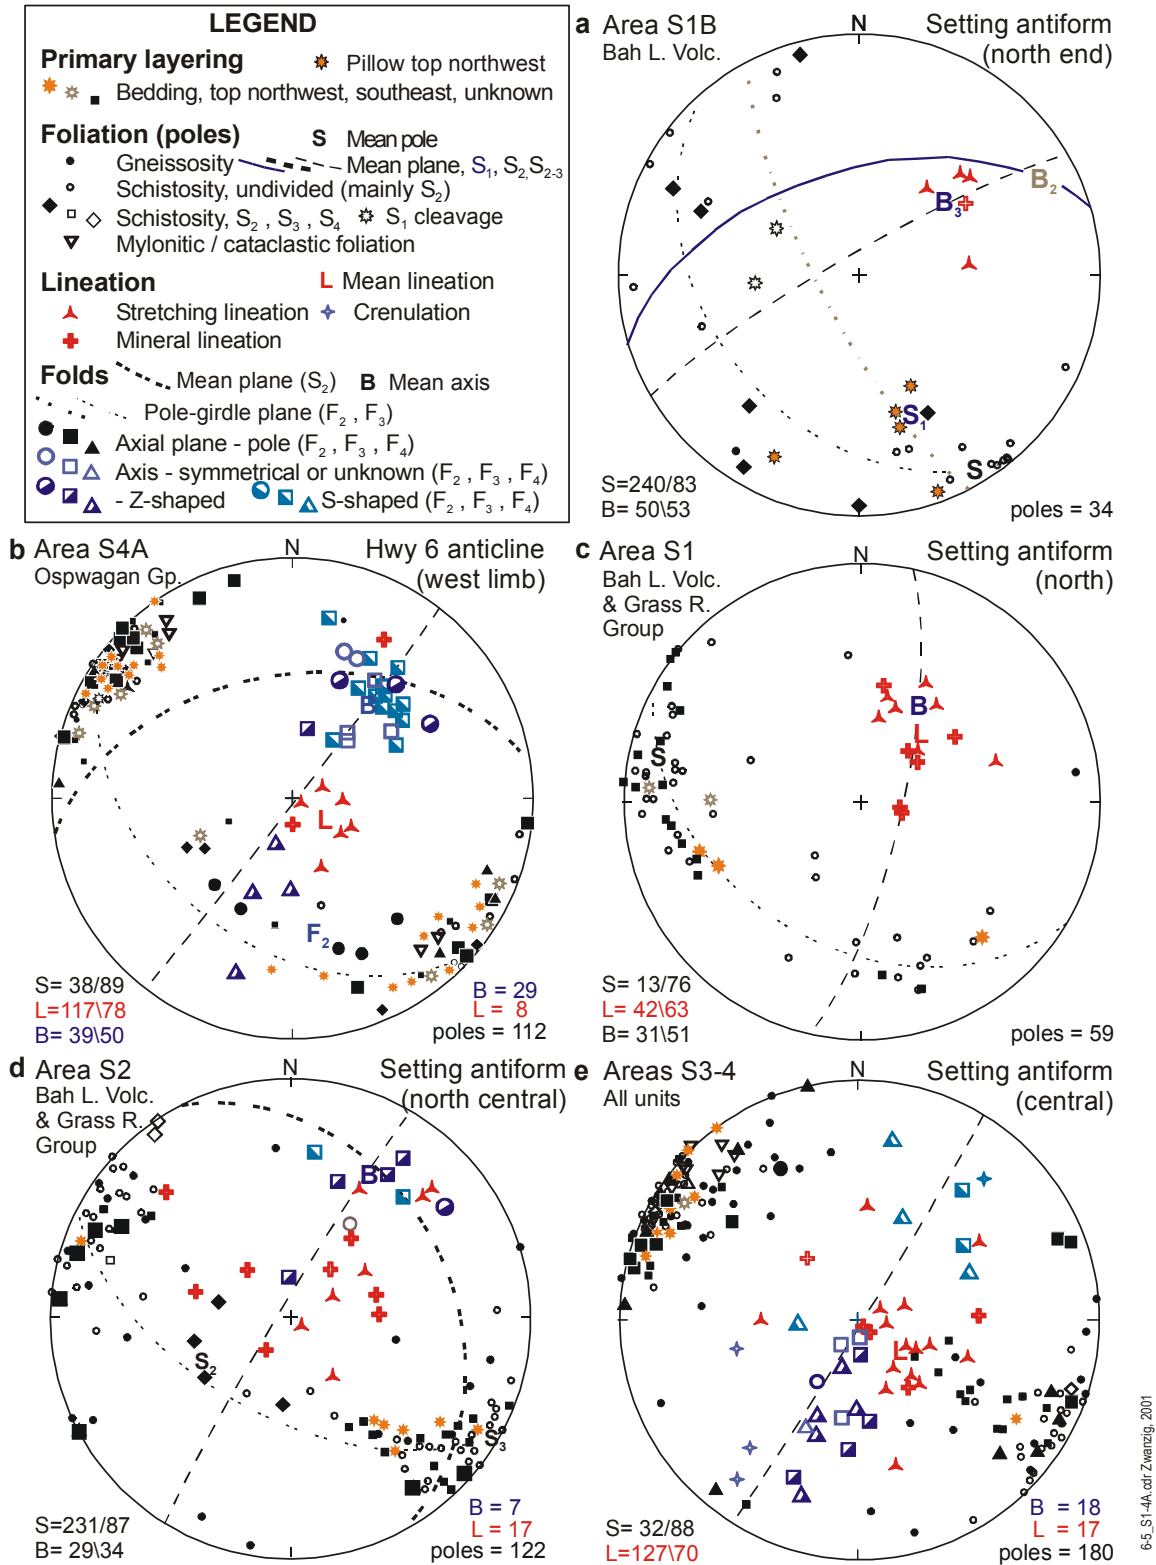 LEGEND
Primary layering
Pillow top northwest
Bedding, top northwest, southeast, unknown
Foliation (poles)
S Mean pole
Gneissosity
Mean plane, S1, S2, S2-3
Schistosity, undivided (mainly S2)
Schistosity, S2 , S3 , S4
S1 cleavage
Mylonitic / cataclastic foliation
Lineation
L Mean lineation
Stretching lineation
Crenulation
Mineral lineation
Folds
Mean plane (S2)
B Mean axis
Pole-girdle plane (F2 , F3)
Axial plane - pole (F2 , F3 , F4)
Axis - symmetrical or unknown (F2 , F3 , F4)
- Z-shaped
S-shaped (F2 , F3 , F4)
a Area S1B
Bah L. Volc.
N
Setting antiform
(north end)
B2
B3
S1
S
S=240/83
B= 50\53
poles = 34
b Area S4A
Ospwagan Gp.
N
Hwy 6 anticline
(west limb)
B
L
F2
S= 38/89
L=117\78
B= 39\50
B = 29
L = 8
poles = 112
c Area S1
Bah L. Volc.
& Grass R.
Group
N
Setting antiform
(north)
B
L
S
S= 13/76
L= 42\63
B= 31\51
poles = 59
d Area S2
Bah L. Volc.
& Grass R.
Group
N
Setting antiform
(north central)
B
S2
S3
S=231/87
B= 29\34
B = 7
L = 17
poles = 122
e Areas S3-4
All units
N
Setting antiform
(central)
L
S= 32/88
L=127\70
B = 18
L = 17
poles = 180
6-5_S1-4A.cdr Zwanzig, 2001